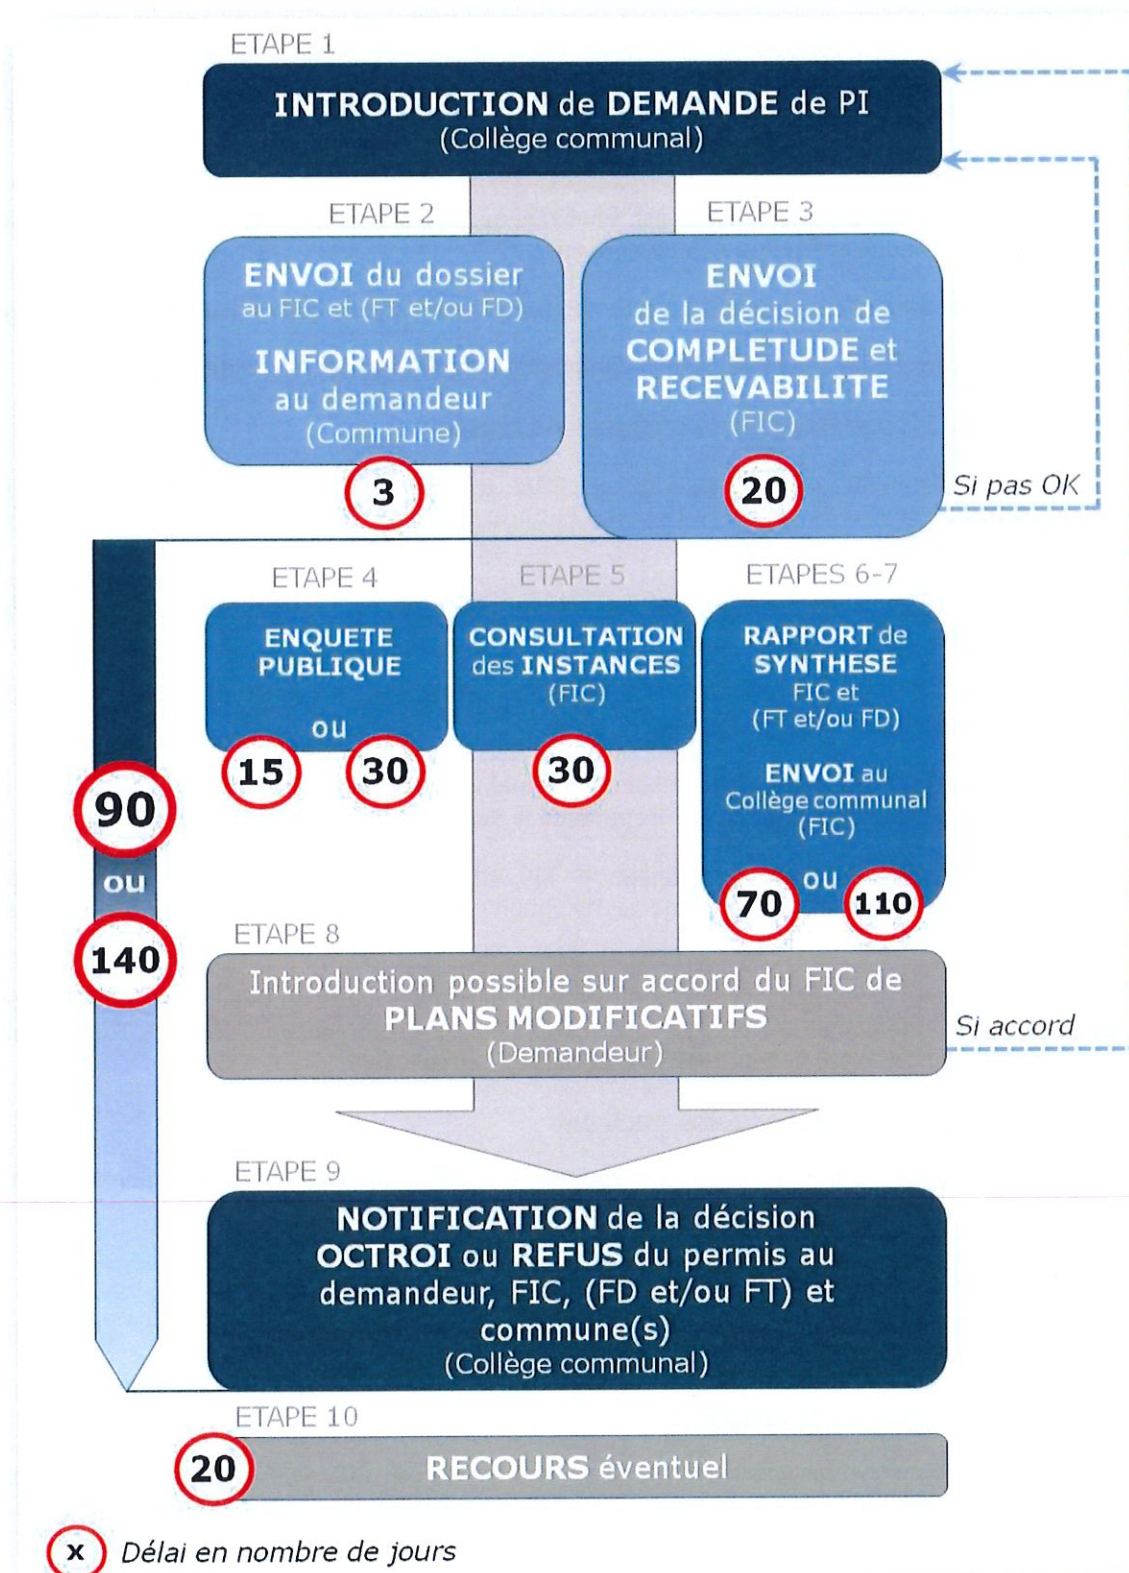 ETAPE 1
INTRODUCTION de DEMANDE de PI
(Collège communal)
ETAPE 2
ENVOI du dossier
au FIC et (FT et/ou FD)
INFORMATION
au demandeur
(Commune)
3
ETAPE 3
ENVOI
de la décision de
COMPLETUDE et
RECEVABILITE
(FIC)
20
Si pas OK
90
ou
140
ETAPE 4
ENQUETE
PUBLIQUE
ou
15 30
ETAPE 5
CONSULTATION
des INSTANCES
(FIC)
30
ETAPES 6-7
RAPPORT de
SYNTHESE
FIC et
(FT et/ou FD)
ENVOI au
Collège communal
(FIC)
ou
70 110
ETAPE 8
Introduction possible sur accord du FIC de
PLANS MODIFICATIFS
(Demandeur)
Si accord
ETAPE 9
NOTIFICATION de la décision
OCTROI ou REFUS du permis au
demandeur, FIC, (FD et/ou FT) et
commune(s)
(Collège communal)
ETAPE 10
20
RECOURS éventuel
x Délai en nombre de jours